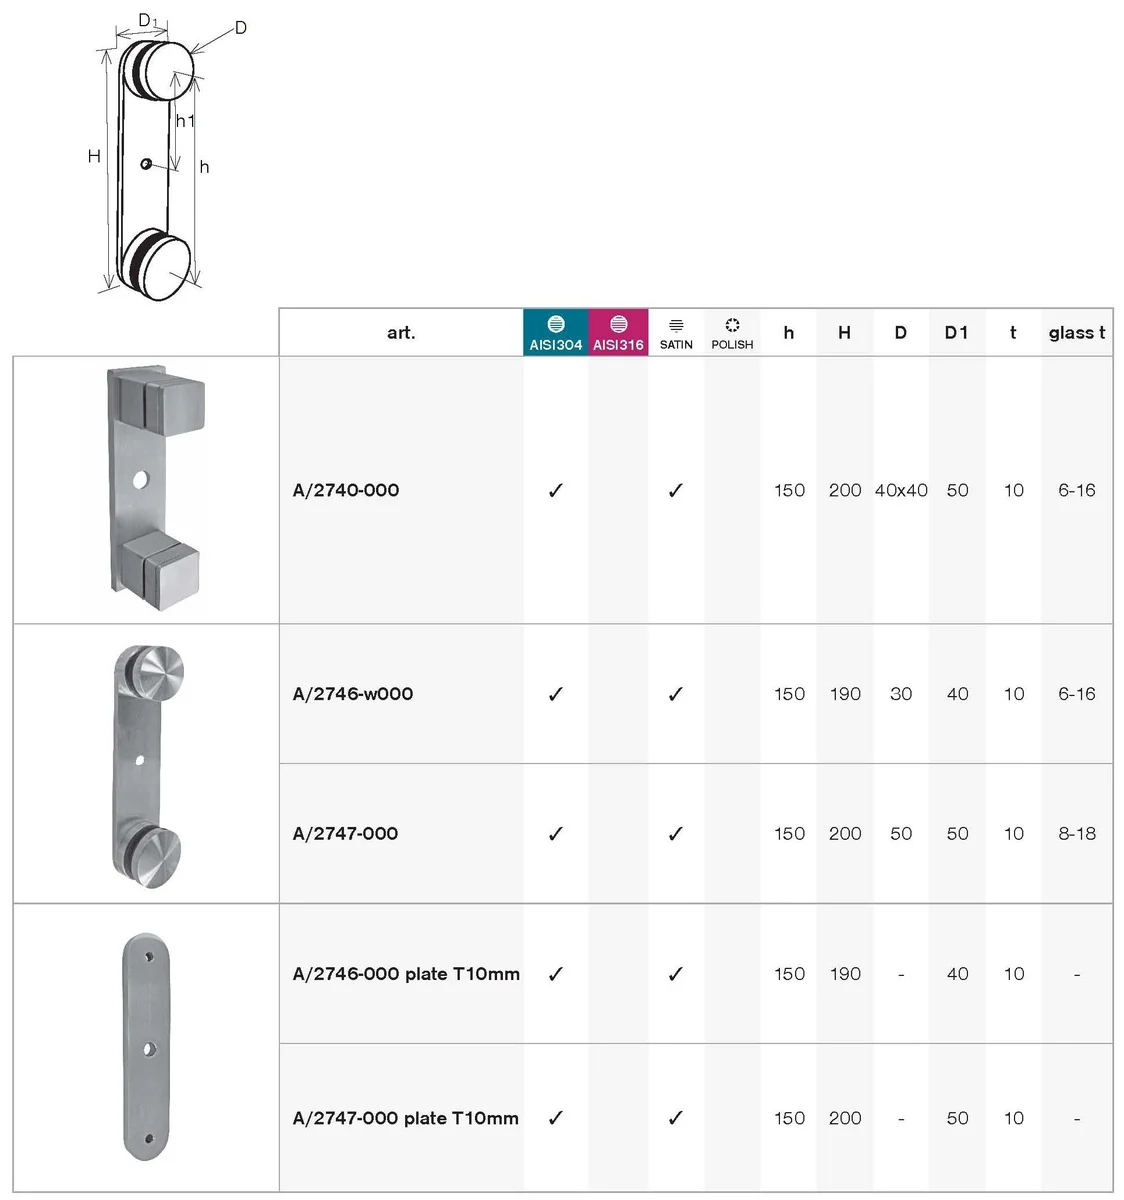 D1
D
h1
H
h
art. AISI304 AISI316 SATIN POLISH h H D D1 t glass t
A/2740-000 ✓ ✓ 150 200 40x40 50 10 6-16
A/2746-w000 ✓ ✓ 150 190 30 40 10 6-16
A/2747-000 ✓ ✓ 150 200 50 50 10 8-18
A/2746-000 plate T10mm ✓ ✓ 150 190 - 40 10 -
A/2747-000 plate T10mm ✓ ✓ 150 200 - 50 10 -